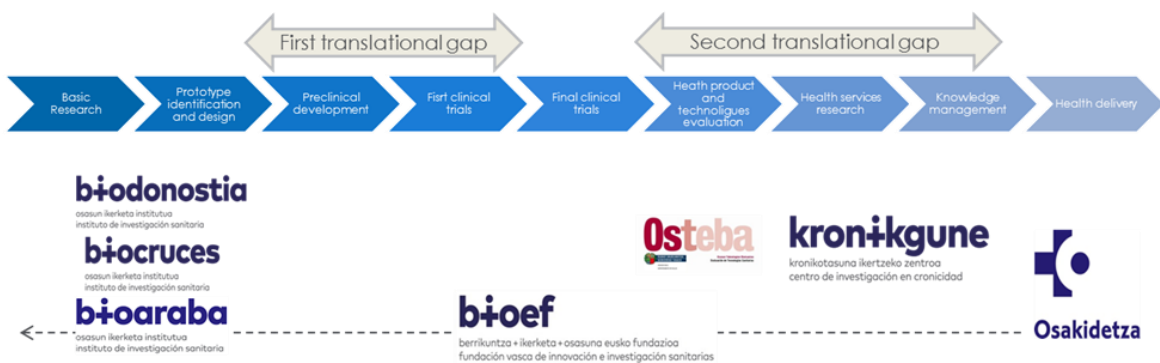 First translational gap
Second translational gap
Basic
Research
Prototype
identification
and design
Preclinical
development
Fisrt clinical
trials
Final clinical
trials
Heath product
and
technoligues
evaluation
Health services
research
Knowledge
management
Health delivery
biodonostia
osasun ikerketa institutua
instituto de investigación sanitaria
biocruces
osasun ikerketa institutua
instituto de investigación sanitaria
bioaraba
osasun ikerketa institutua
instituto de investigación sanitaria
bioef
berrikuntza + ikerketa + osasuna eusko fundazioa
fundación vasca de innovación e investigación sanitarias
Osteba
kronikgune
kronikotasuna ikertzeko zentroa
centro de investigación en cronicidad
Osakidetza